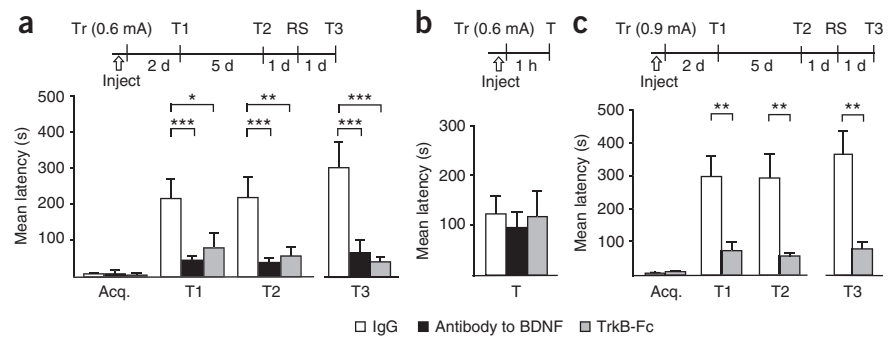 a
Tr (0.6 mA) T1 T2 RS T3
2 d 5 d 1 d 1 d
Inject
Mean latency (s)
500
400
300
200
100
* ** ***
*** *** ***
Acq. T1 T2 T3
b
Tr (0.6 mA) T
1 h
Inject
Mean latency (s)
300
200
100
T
c
Tr (0.9 mA) T1 T2 RS T3
2 d 5 d 1 d 1 d
Inject
Mean latency (s)
500
400
300
200
100
** ** **
Acq. T1 T2 T3
IgG Antibody to BDNF TrkB-Fc